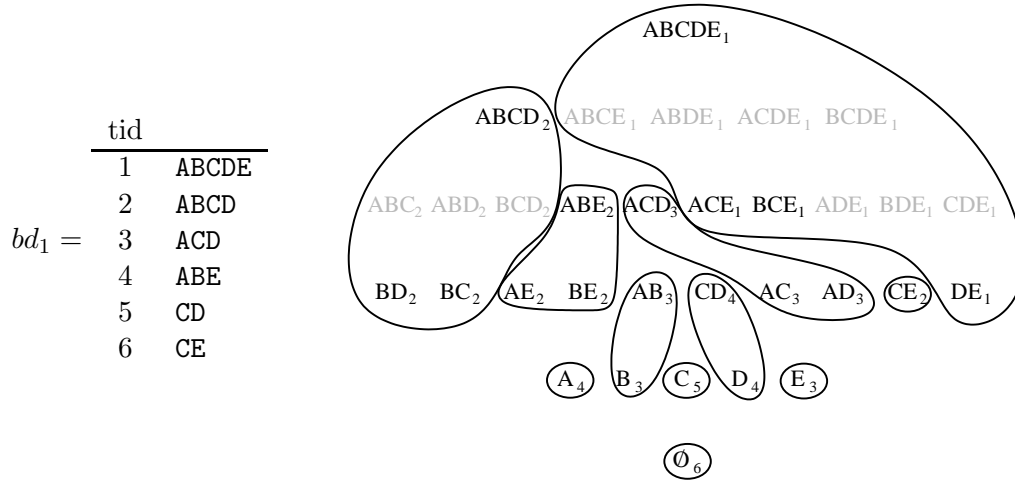 ABCDE₁
tid
ABCD₂ ABCE₁ ABDE₁ ACDE₁ BCDE₁
1 ABCDE
2 ABCD
ABC₂ ABD₂ BCD₂ ABE₂ ACD₃ ACE₁ BCE₁ ADE₁ BDE₁ CDE₁
bd₁ =
3 ACD
4 ABE
BD₂ BC₂ AE₂ BE₂ AB₃ CD₄ AC₃ AD₃ CE₂ DE₁
5 CD
6 CE
A₄ B₃ C₅ D₄ E₃
∅₆